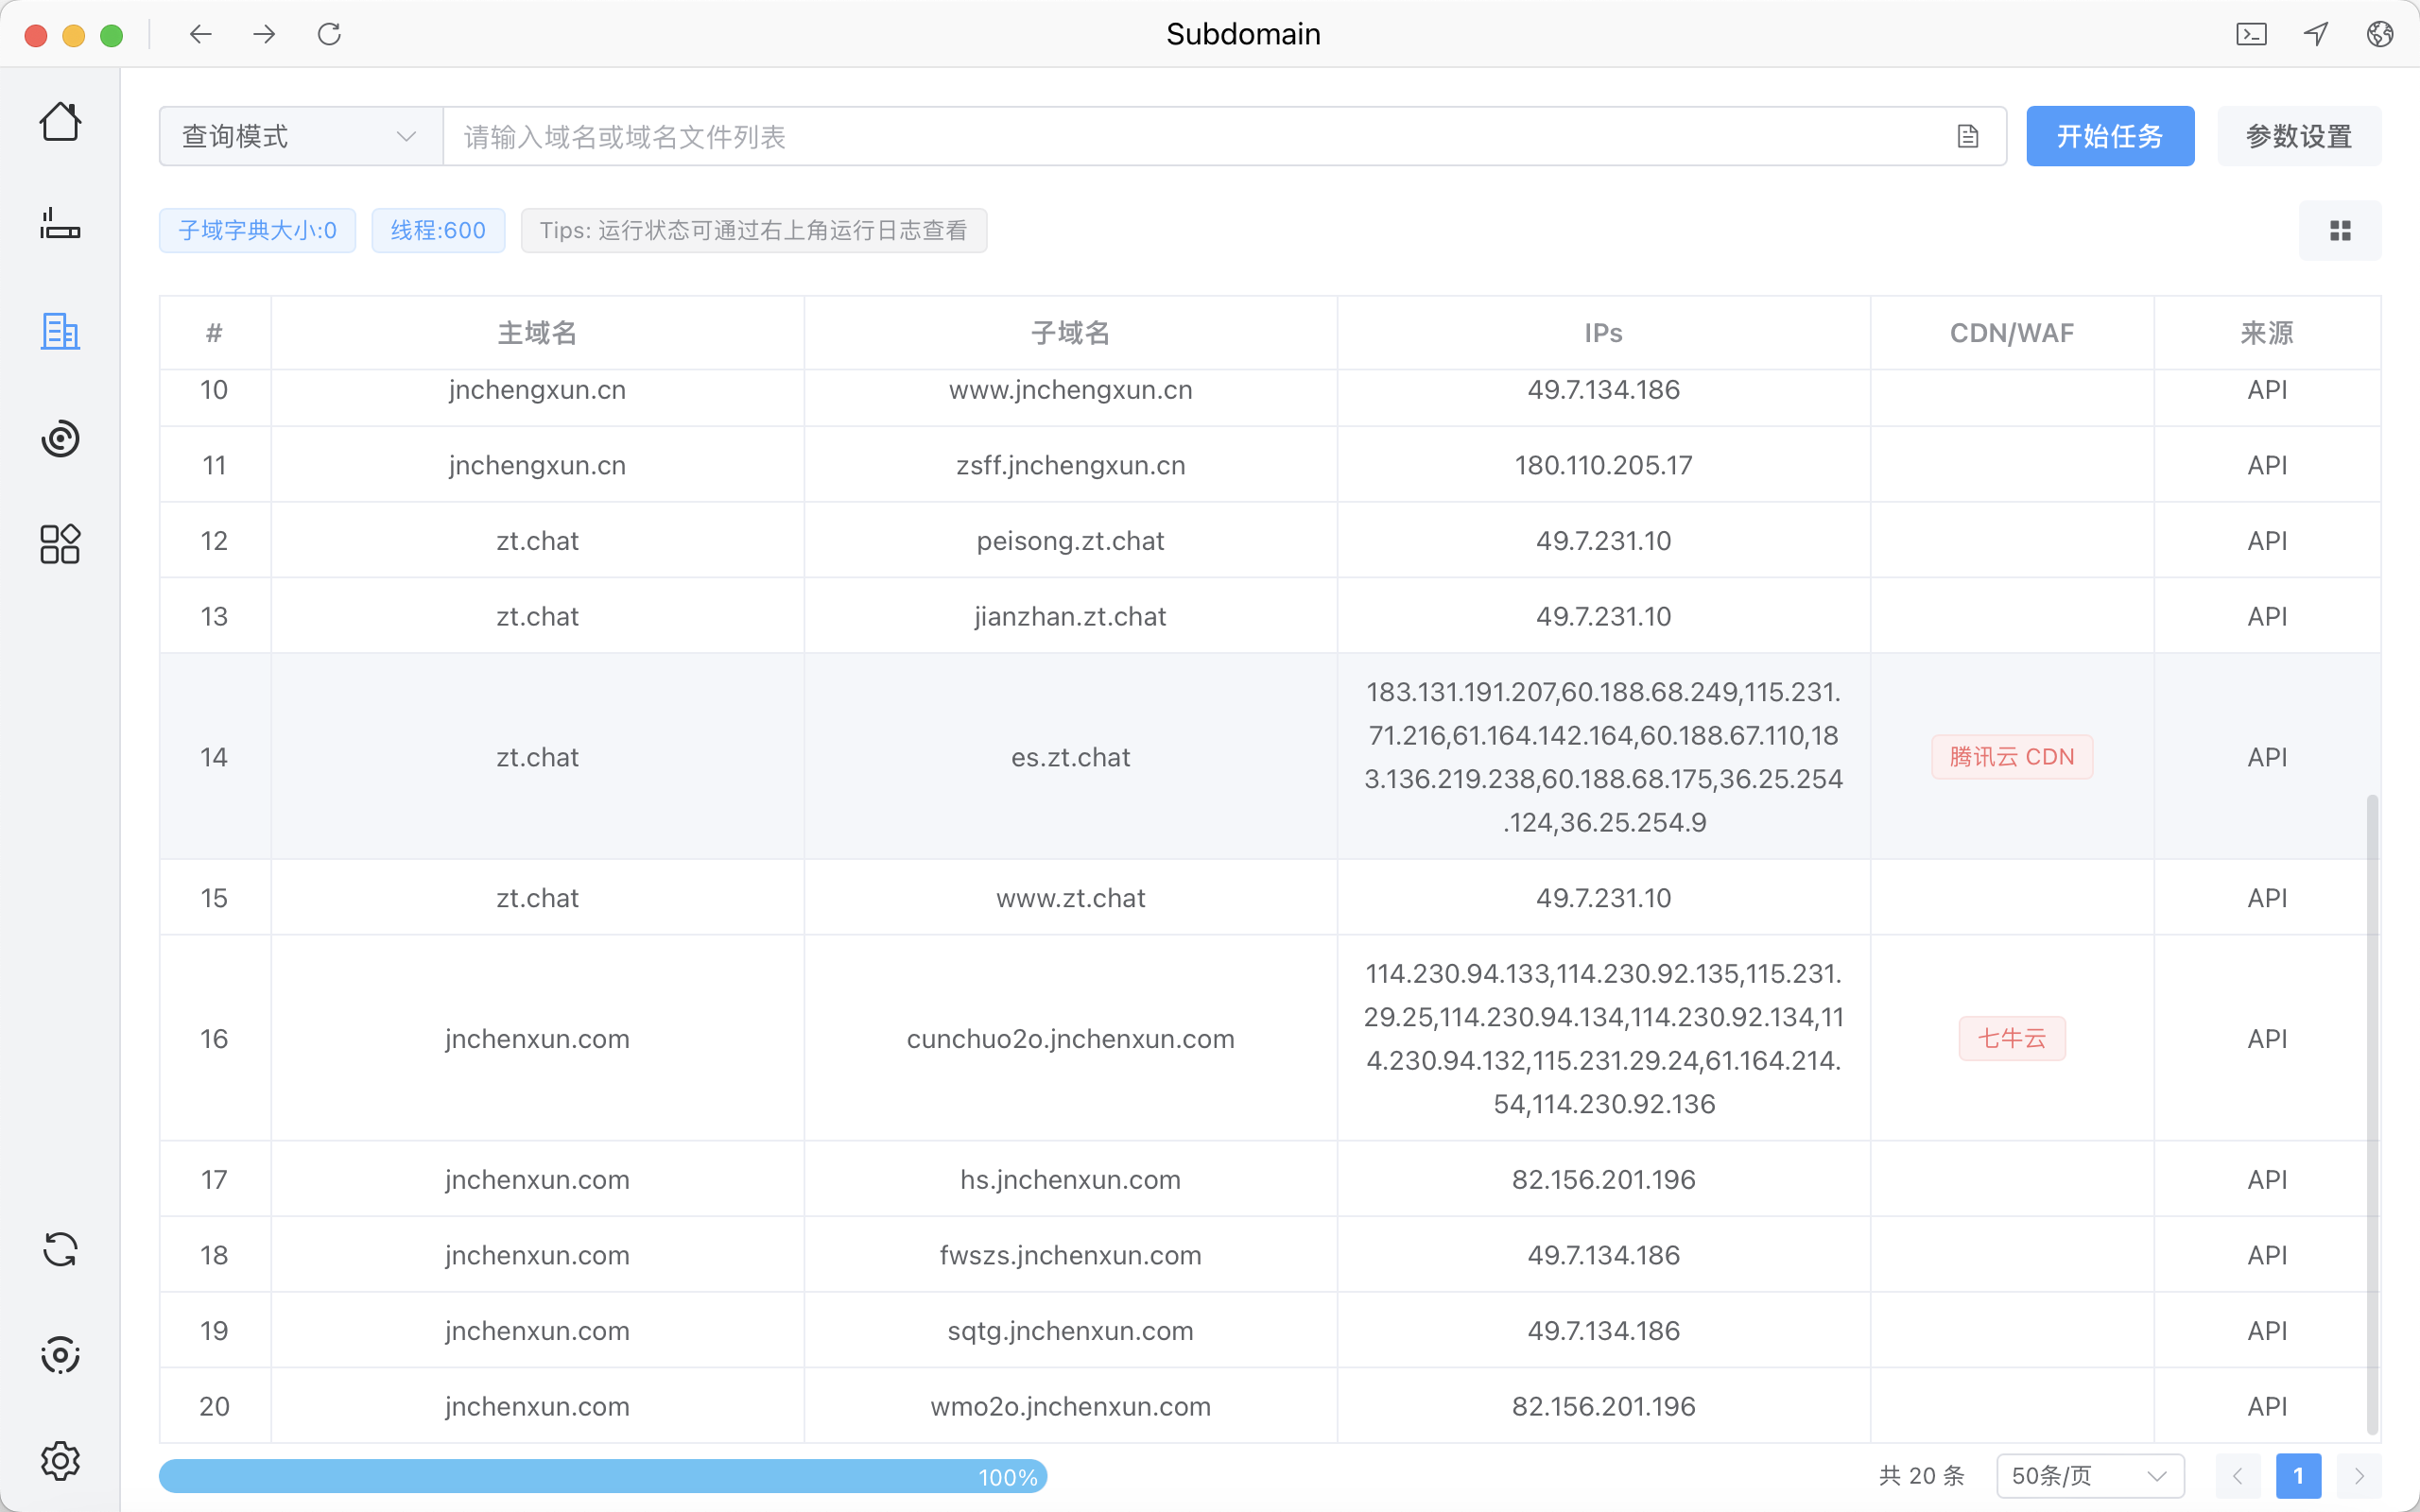 Subdomain
查询模式 请输入域名或域名文件列表 开始任务 参数设置
子域字典大小:0 线程:600 Tips: 运行状态可通过右上角运行日志查看
# 主域名 子域名 IPs CDN/WAF 来源
10 jnchengxun.cn www.jnchengxun.cn 49.7.134.186 API
11 jnchengxun.cn zsff.jnchengxun.cn 180.110.205.17 API
12 zt.chat peisong.zt.chat 49.7.231.10 API
13 zt.chat jianzhan.zt.chat 49.7.231.10 API
183.131.191.207,60.188.68.249,115.231.
71.216,61.164.142.164,60.188.67.110,18
14 zt.chat es.zt.chat 腾讯云 CDN API
3.136.219.238,60.188.68.175,36.25.254
.124,36.25.254.9
15 zt.chat www.zt.chat 49.7.231.10 API
114.230.94.133,114.230.92.135,115.231.
29.25,114.230.94.134,114.230.92.134,11
16 jnchenxun.com cunchuo2o.jnchenxun.com 七牛云 API
4.230.94.132,115.231.29.24,61.164.214.
54,114.230.92.136
17 jnchenxun.com hs.jnchenxun.com 82.156.201.196 API
18 jnchenxun.com fwszs.jnchenxun.com 49.7.134.186 API
19 jnchenxun.com sqtg.jnchenxun.com 49.7.134.186 API
20 jnchenxun.com wmo2o.jnchenxun.com 82.156.201.196 API
100% 共 20 条 50条/页 1